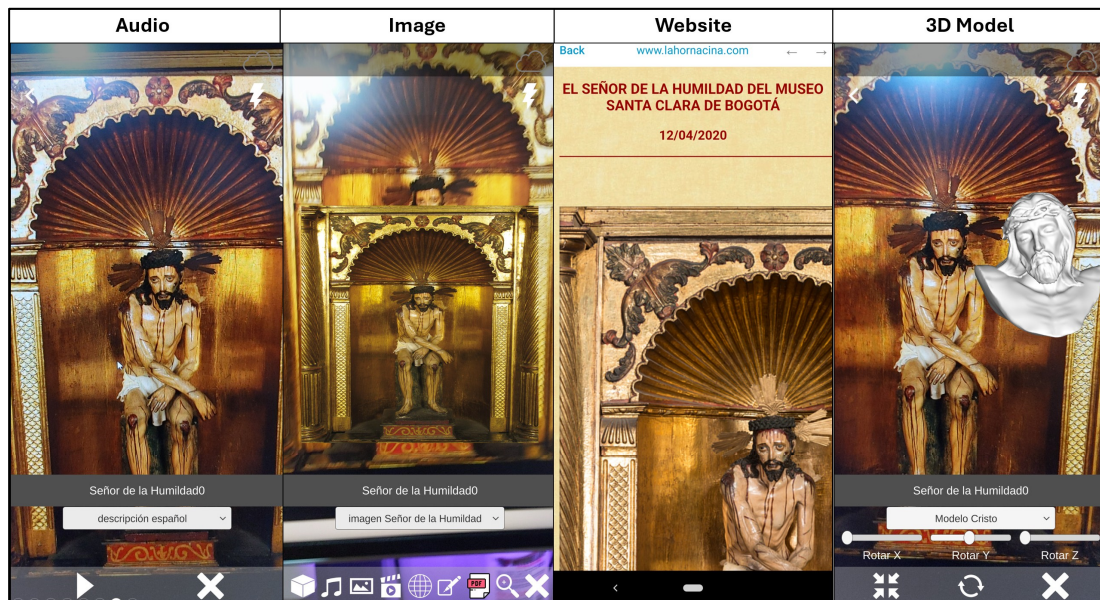 Audio
Image
Website
3D Model
Señor de la Humildad0
descripción español
Señor de la Humildad0
imagen Señor de la Humildad
PDF
Back
www.lahornacina.com
← →
EL SEÑOR DE LA HUMILDAD DEL MUSEO
SANTA CLARA DE BOGOTÁ
12/04/2020
Señor de la Humildad0
Modelo Cristo
Rotar X
Rotar Y
Rotar Z